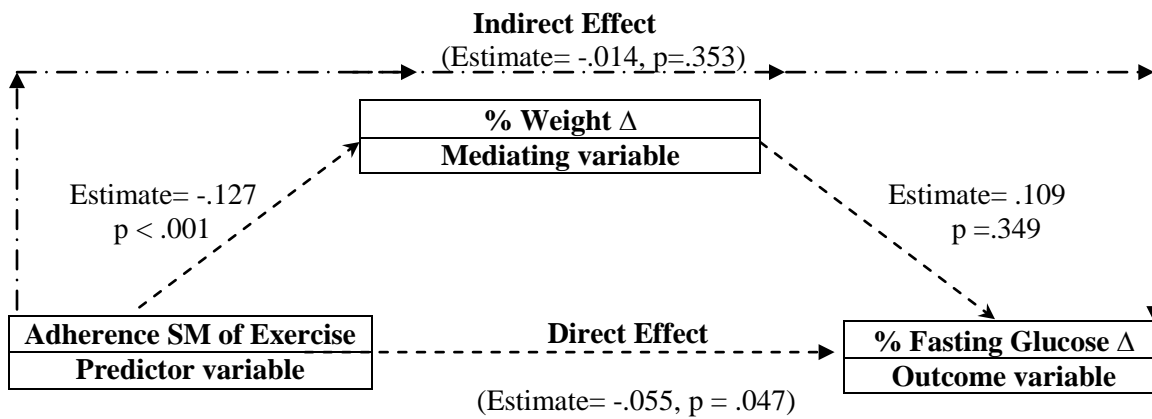 Indirect Effect
(Estimate= -.014, p=.353)
% Weight Δ
Mediating variable
Estimate= -.127
p < .001
Estimate= .109
p =.349
Adherence SM of Exercise
Predictor variable
Direct Effect
(Estimate= -.055, p = .047)
% Fasting Glucose Δ
Outcome variable